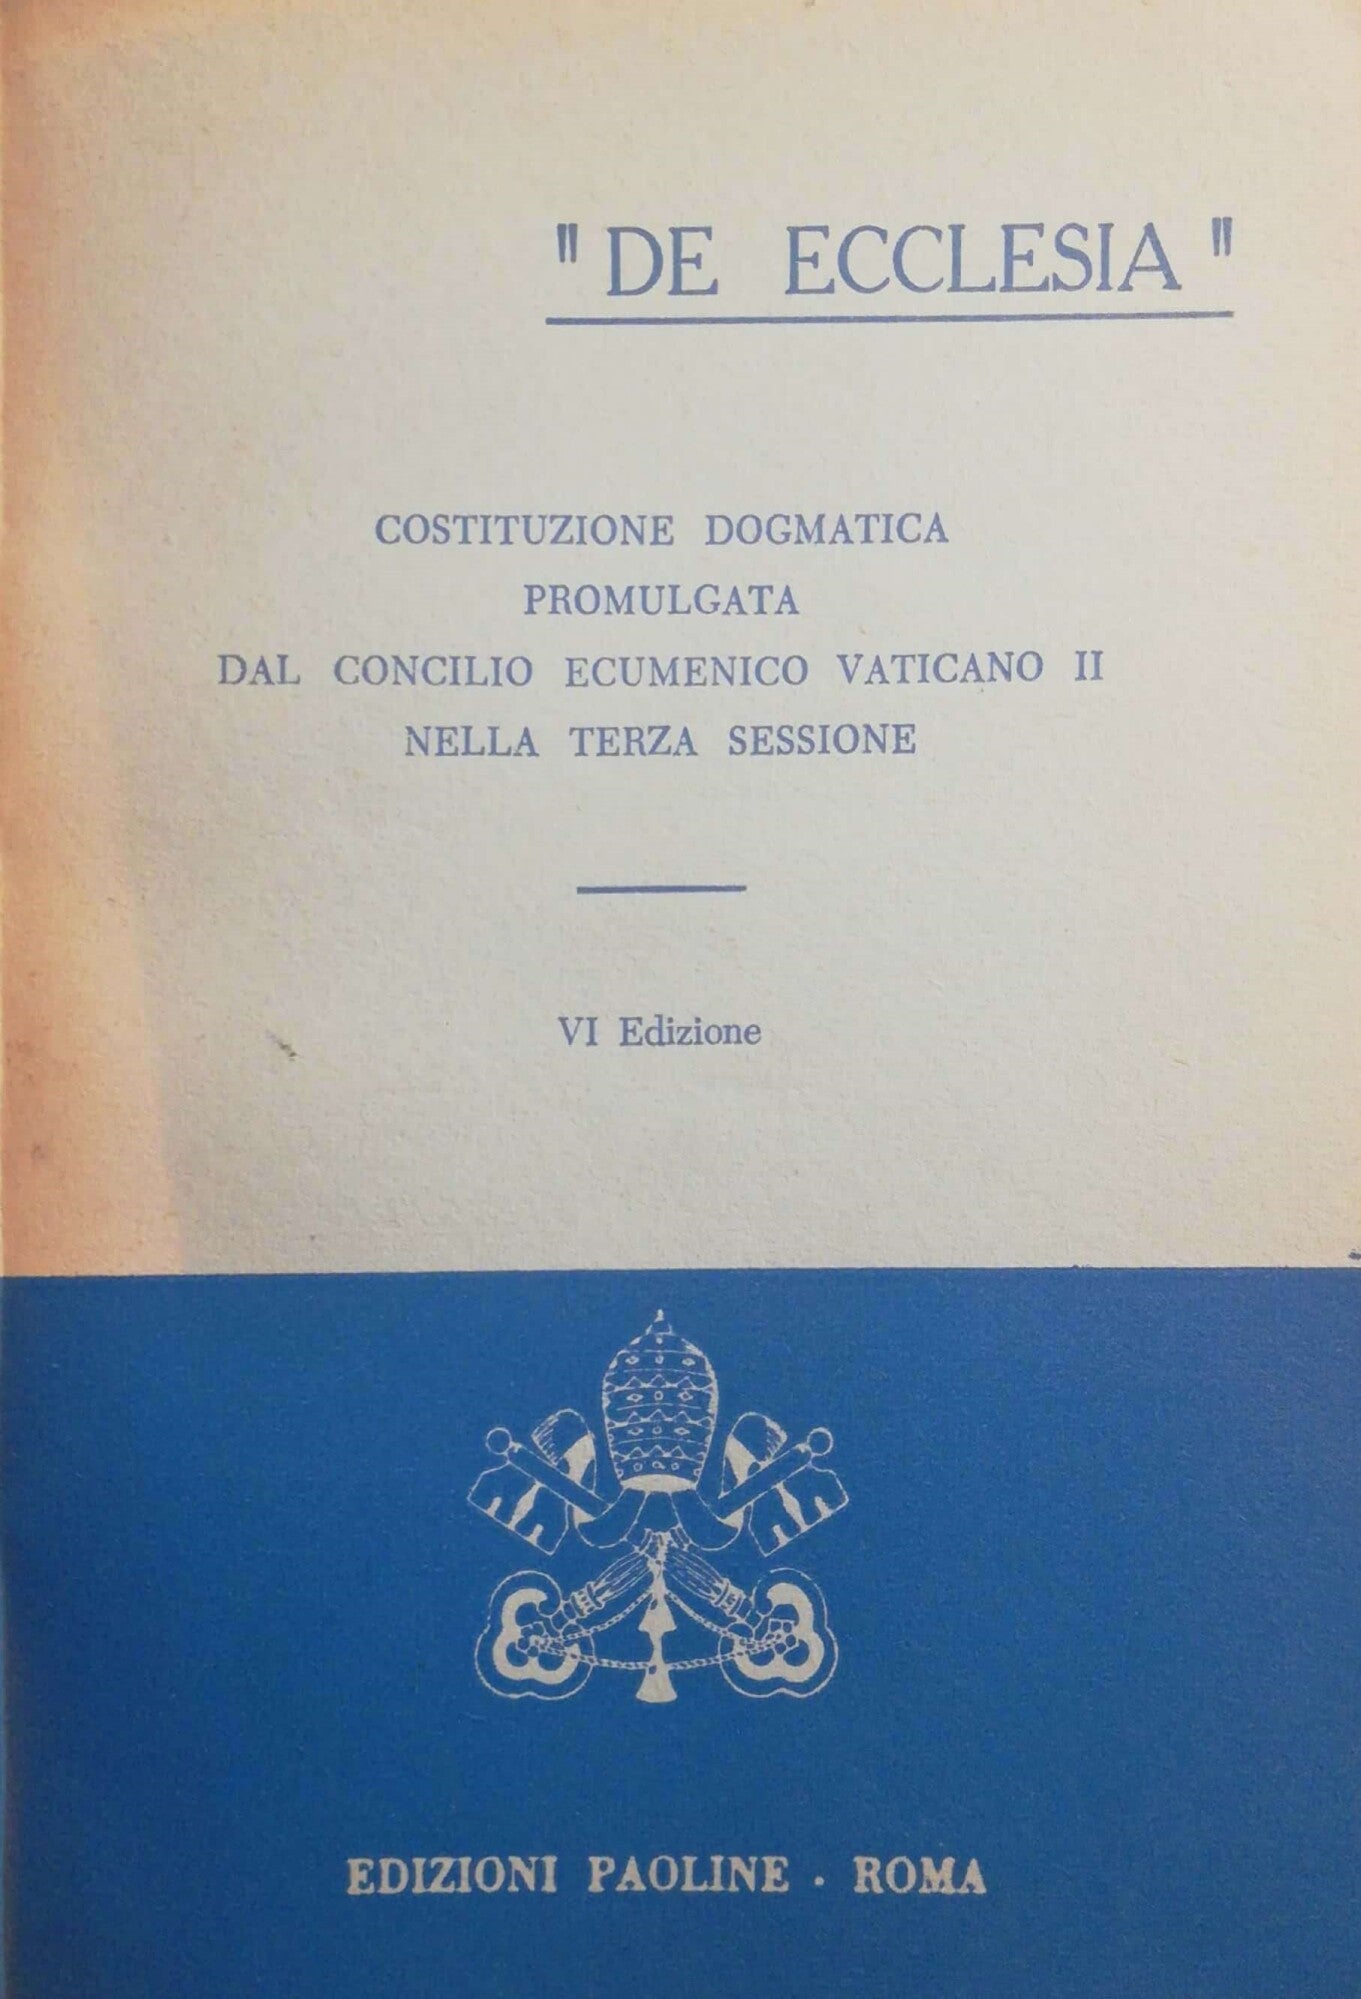 "DE ECCLESIA"
COSTITUZIONE DOGMATICA
PROMULGATA
DAL CONCILIO ECUMENICO VATICANO II
NELLA TERZA SESSIONE
VI Edizione
EDIZIONI PAOLINE · ROMA